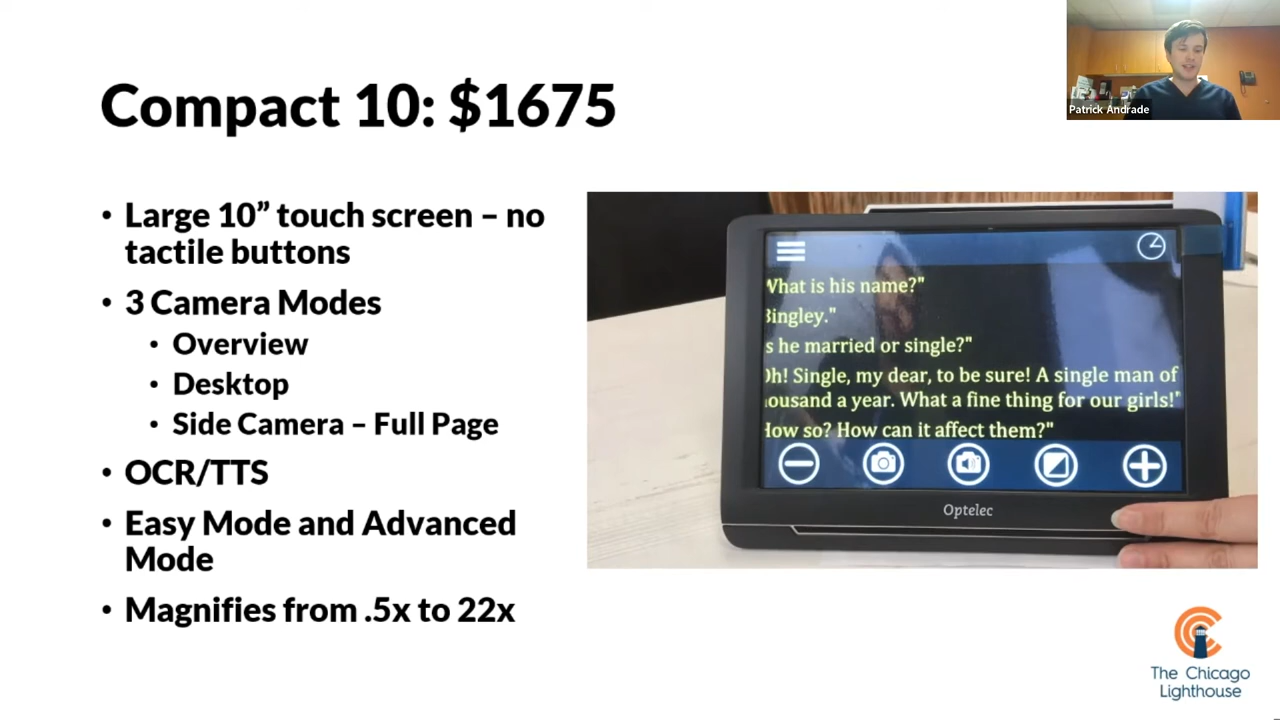 Compact 10: $1675
Patrick Andrade
• Large 10” touch screen – no
tactile buttons
• 3 Camera Modes
• Overview
• Desktop
• Side Camera – Full Page
• OCR/TTS
• Easy Mode and Advanced
Mode
• Magnifies from .5x to 22x
What is his name?"
Bingley."
s he married or single?"
Oh! Single, my dear, to be sure! A single man of
ousand a year. What a fine thing for our girls!"
How so? How can it affect them?"
Optelec
The Chicago
Lighthouse